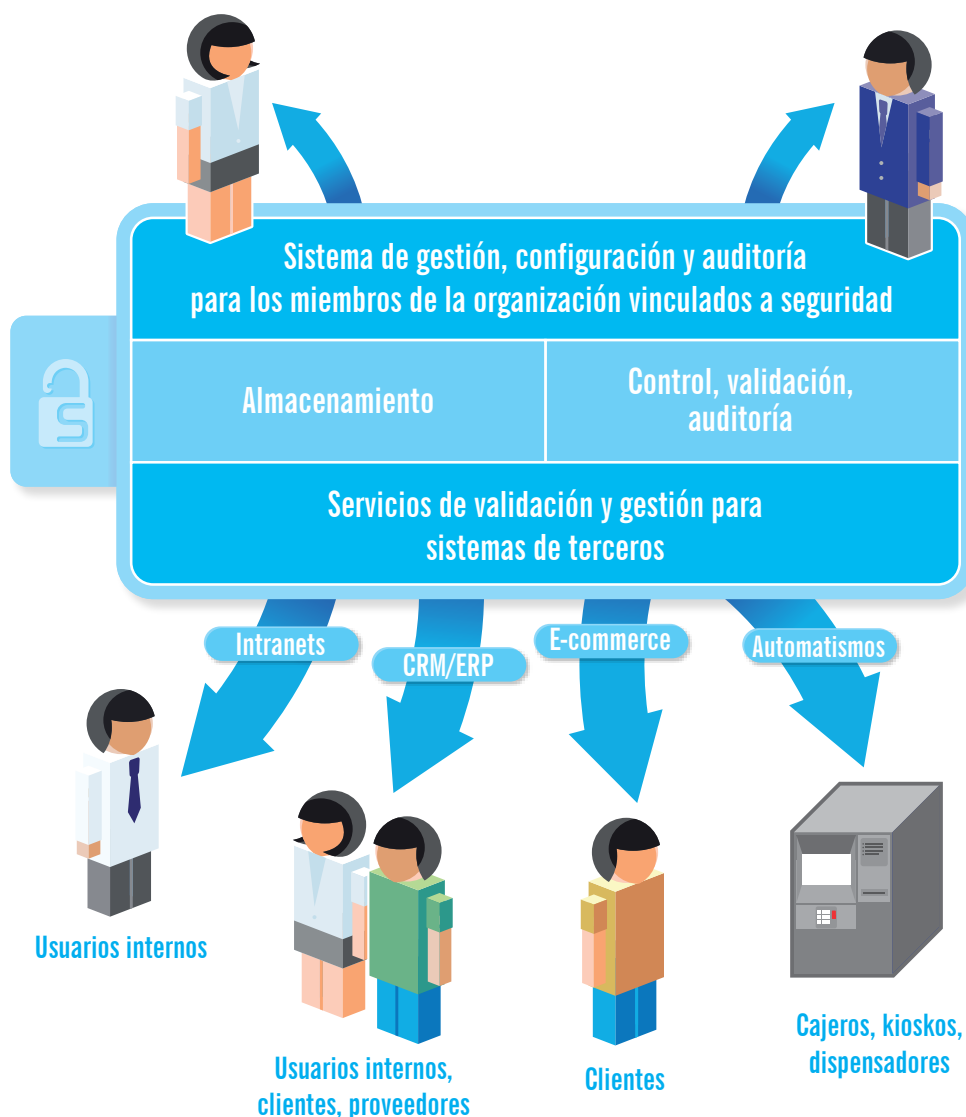 Sistema de gestión, configuración y auditoría
para los miembros de la organización vinculados a seguridad
Almacenamiento
Control, validación,
auditoría
Servicios de validación y gestión para
sistemas de terceros
Intranets
CRM/ERP
E-commerce
Automatismos
Usuarios internos
Usuarios internos,
clientes, proveedores
Clientes
Cajeros, kioskos,
dispensadores